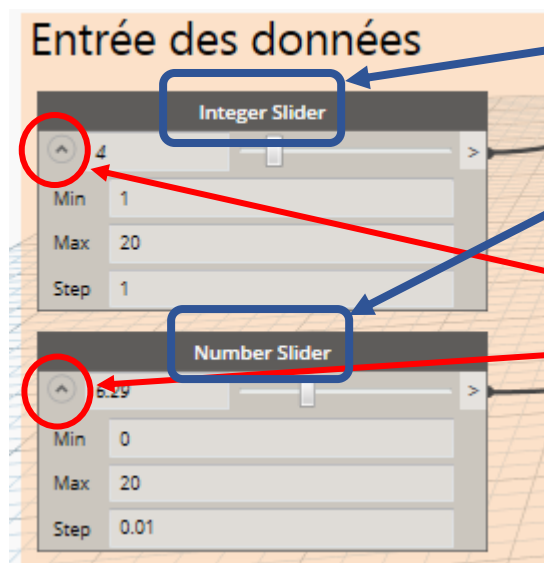 Entrée des données
Integer Slider
4
>
Min 1
Max 20
Step 1
Number Slider
6.29
>
Min 0
Max 20
Step 0.01